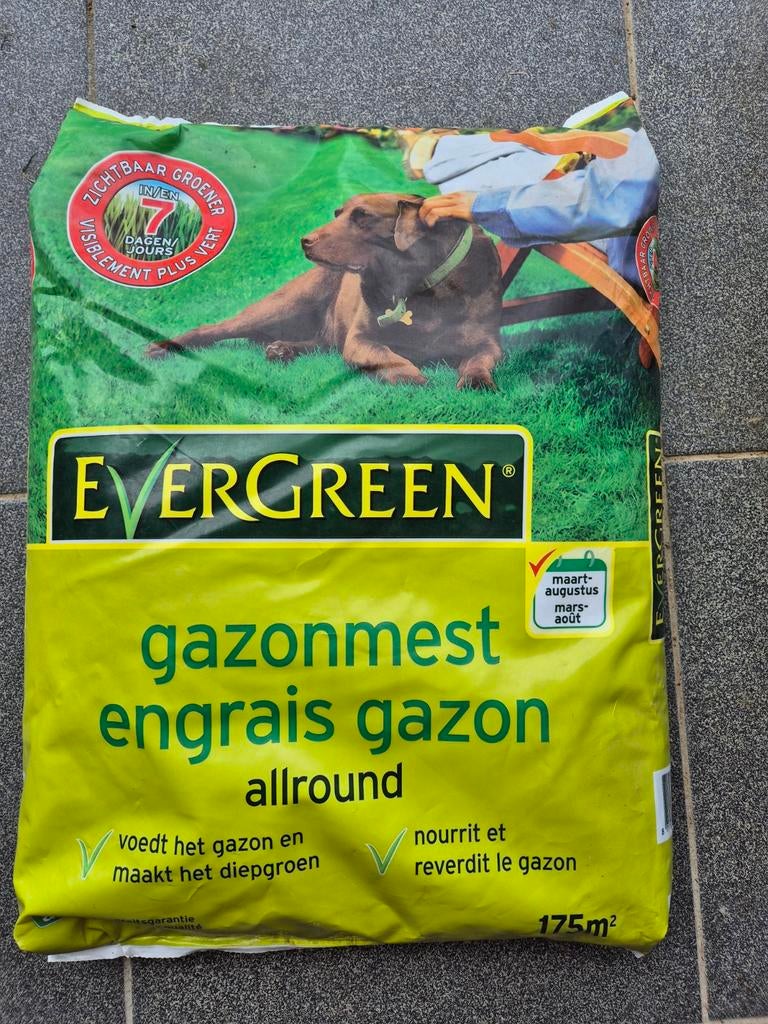 ZICHTBAAR GROENER
IN/EN
7
DAGEN/
JOURS
VISIBLEMENT PLUS VERT
EVERGREEN®
maart-
augustus
mars-
août
gazonmest
engrais gazon
allround
voedt het gazon en
maakt het diepgroen
nourrit et
reverdit le gazon
175m²
EVERGREEN